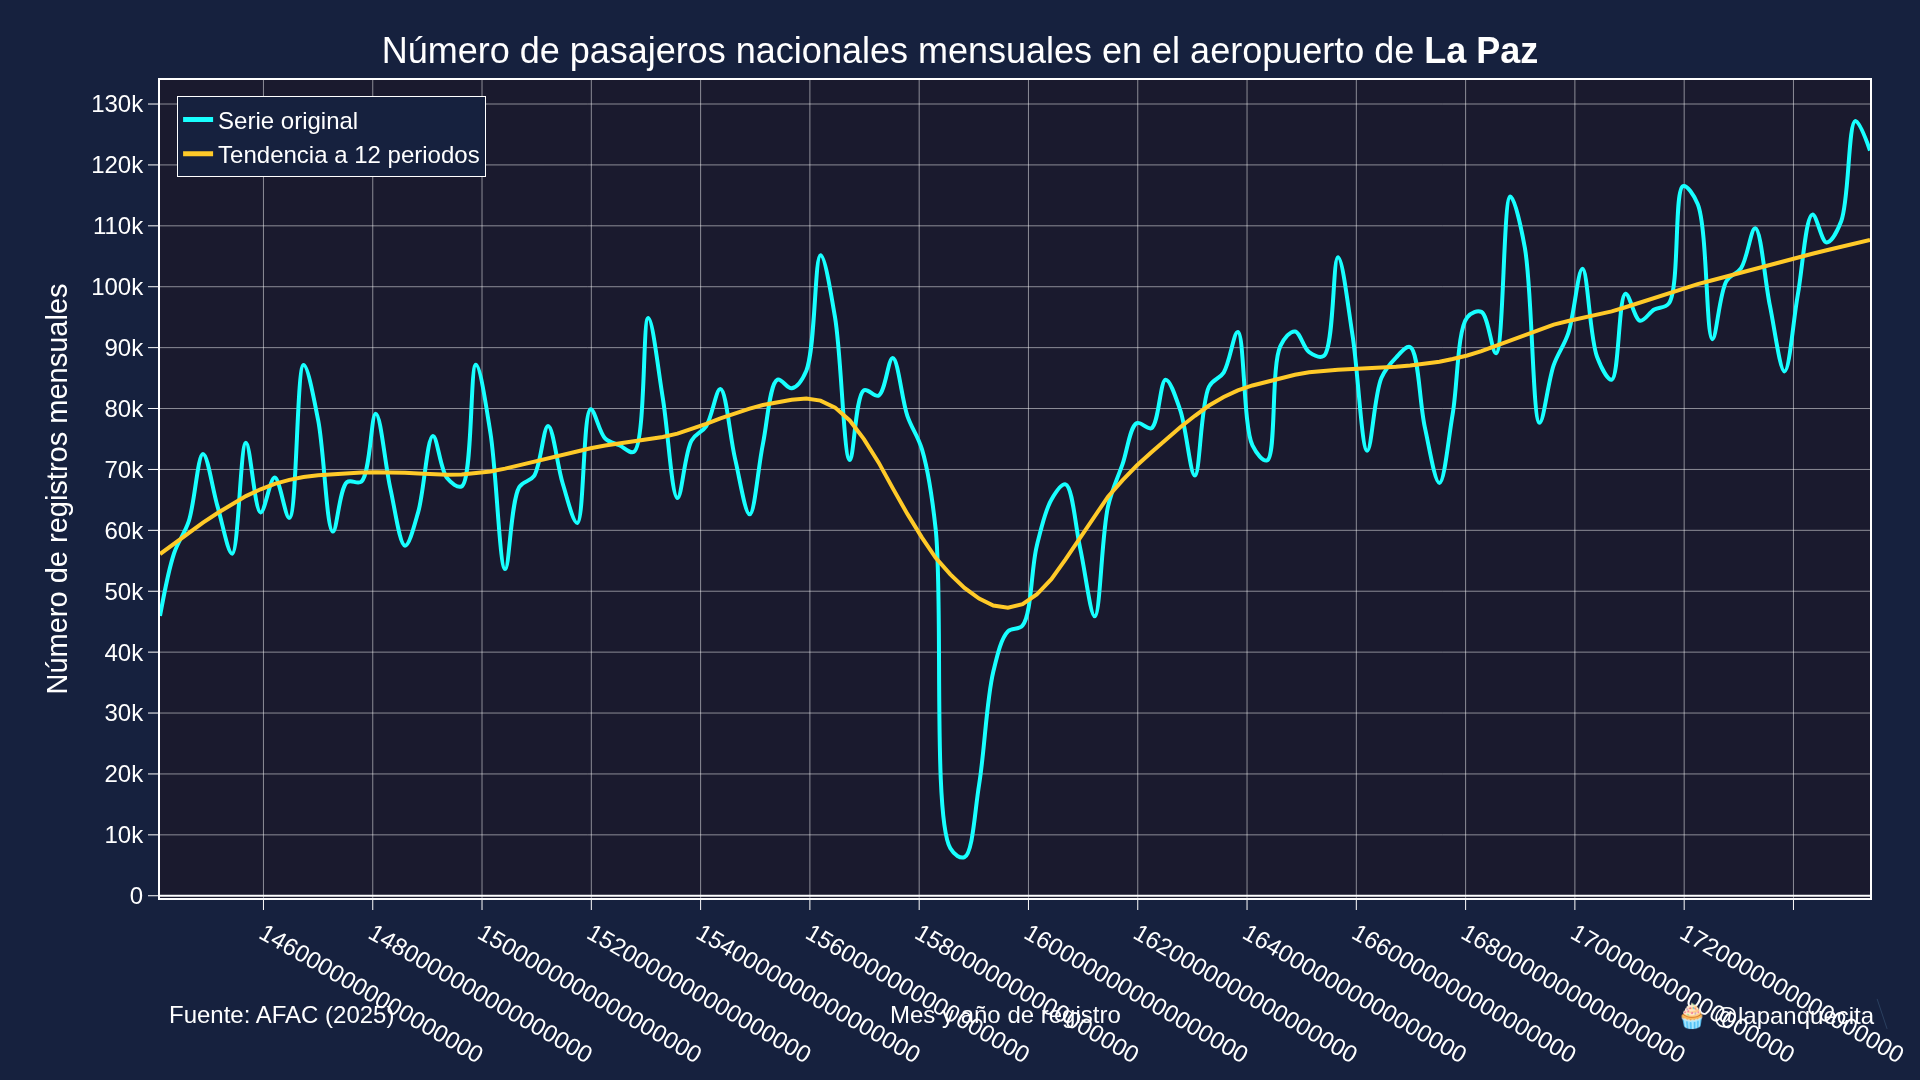 Número de pasajeros nacionales mensuales en el aeropuerto de La Paz
Serie original
Tendencia a 12 periodos
Número de registros mensuales
130k
120k
110k
100k
90k
80k
70k
60k
50k
40k
30k
20k
10k
0
1460000000000000000
1480000000000000000
1500000000000000000
1520000000000000000
1540000000000000000
1560000000000000000
1580000000000000000
1600000000000000000
1620000000000000000
1640000000000000000
1660000000000000000
1680000000000000000
1700000000000000000
1720000000000000000
Fuente: AFAC (2025)
Mes y año de registro
🧁 @lapanquecita